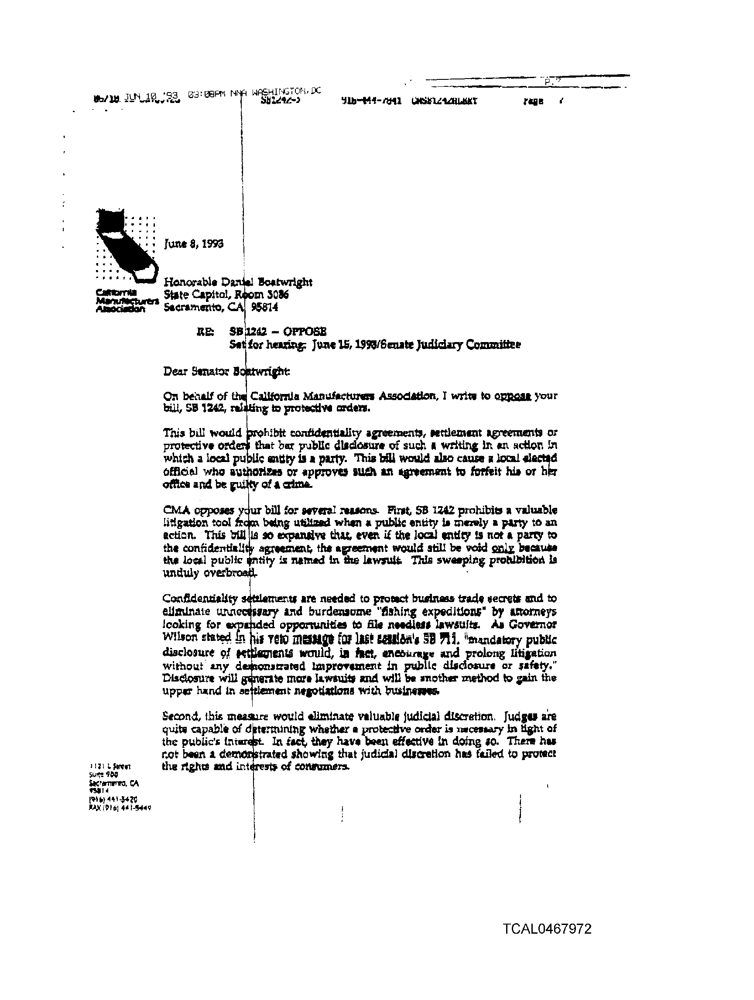 P.
JUN 10 '93 03:08PM NNA WASHINGTON, DC
SB1242-5 916-444-7841 Page
June 8, 1993
California
Manufacturers
Association
Honorable Daniel Boatwright
State Capitol, Room 3086
Sacramento, CA 95814
RE: SB 1242 – OPPOSE
Set for hearing: June 15, 1993/Senate Judiciary Committee
Dear Senator Boatwright:
On behalf of the California Manufacturers Association, I write to oppose your
bill, SB 1242, relating to protective orders.
This bill would prohibit confidentiality agreements, settlement agreements or
protective orders that bar public disclosure of such a writing in an action in
which a local public entity is a party. This bill would also cause a local elected
official who authorizes or approves such an agreement to forfeit his or her
office and be guilty of a crime.
CMA opposes your bill for several reasons. First, SB 1242 prohibits a valuable
litigation tool from being utilized when a public entity is merely a party to an
action. This bill is so expansive that, even if the local entity is not a party to
the confidentiality agreement, the agreement would still be void only because
the local public entity is named in the lawsuit. This sweeping prohibition is
unduly overbroad.
Confidentiality settlements are needed to protect business trade secrets and to
eliminate unnecessary and burdensome "fishing expeditions" by attorneys
looking for expanded opportunities to file needless lawsuits. As Governor
Wilson stated in his veto message for last session's SB 711, "mandatory public
disclosure of settlements would, in fact, encourage and prolong litigation
without any demonstrated improvement in public disclosure or safety."
Disclosure will generate more lawsuits and will be another method to gain the
upper hand in settlement negotiations with businesses.
Second, this measure would eliminate valuable judicial discretion. Judges are
quite capable of determining whether a protective order is necessary in light of
the public's interest. In fact, they have been effective in doing so. There has
not been a demonstrated showing that judicial discretion has failed to protect
the rights and interests of consumers.
1121 L Street
Suite 900
Sacramento, CA
95814
(916) 441-5420
FAX (916) 441-5449
TCAL0467972